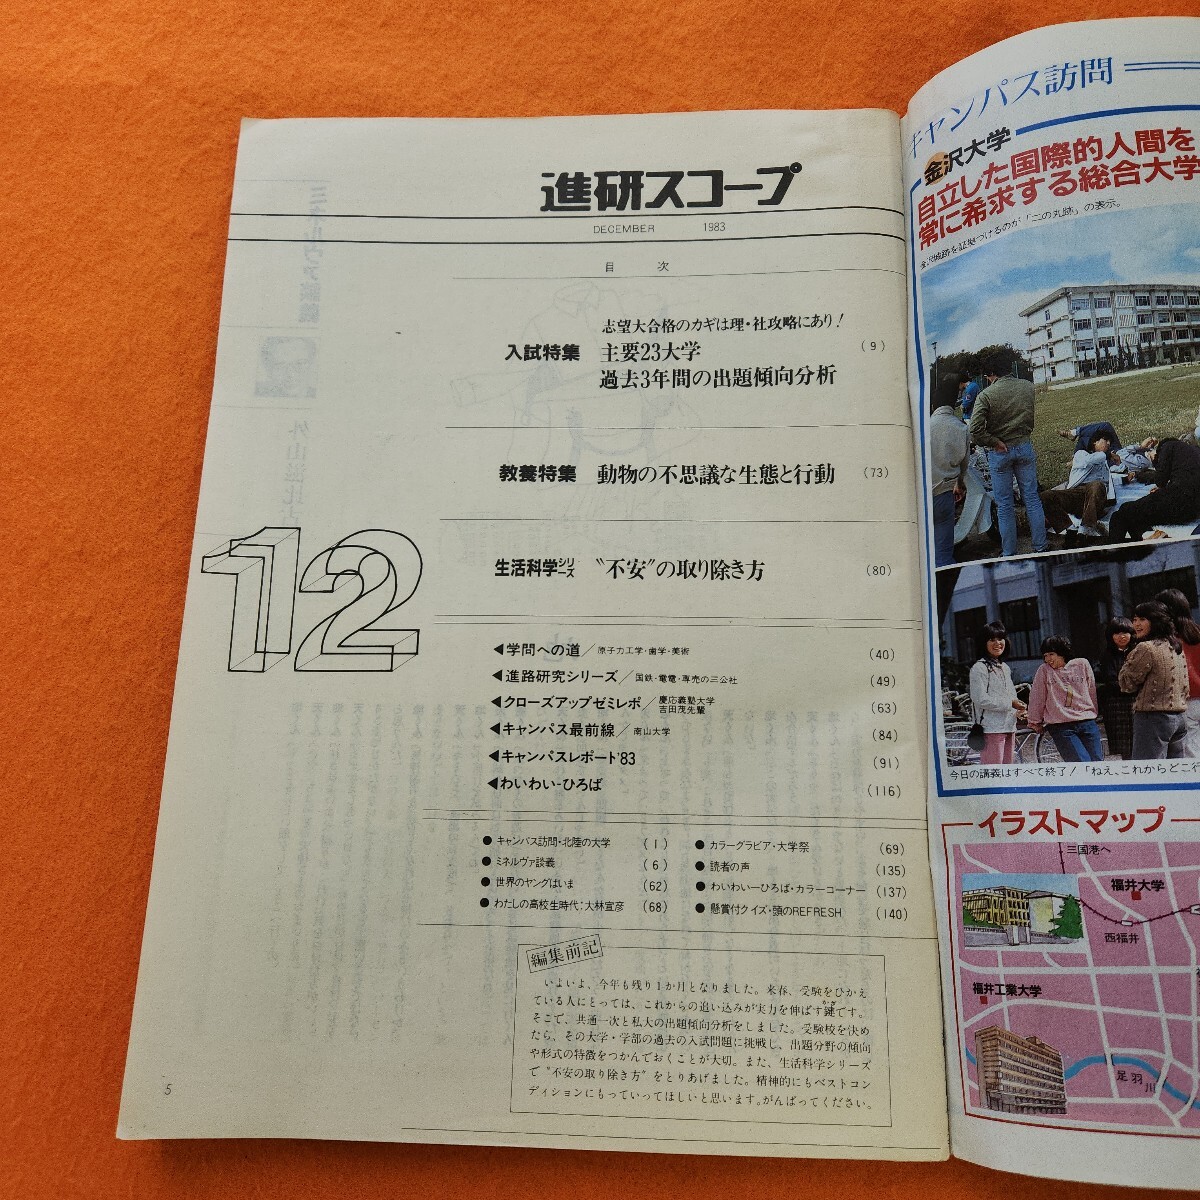 進研スコープ
DECEMBER 1983
目次
志望大合格のカギは理・社攻略にあり!
入試特集 主要23大学 (9)
過去3年間の出題傾向分析
教養特集 動物の不思議な生態と行動 (73)
生活科学シリーズ 〝不安〟の取り除き方 (80)
12
◀学問への道/原子力工学・歯学・美術 (40)
◀進路研究シリーズ/国鉄・電電・専売の三公社 (49)
◀クローズアップゼミレポ/慶応義塾大学 吉田茂先輩 (63)
◀キャンパス最前線/南山大学 (84)
◀キャンパスレポート'83 (91)
◀わいわい-ひろば (116)
●キャンパス訪問・北陸の大学 (1)
●ミネルヴァ談義 (6)
●世界のヤングはいま (62)
●わたしの高校生時代:大林宣彦 (68)
●カラーグラビア・大学祭 (69)
●読者の声 (135)
●わいわい―ひろば・カラーコーナー (137)
●懸賞付クイズ・頭のREFRESH (140)
編集前記
いよいよ、今年も残り1か月となりました。来春、受験をひかえ
ている人にとっては、これからの追い込みが実力を伸ばす鍵です。
そこで、共通一次と私大の出題傾向分析をしました。受験校を決め
たら、その大学・学部の過去の入試問題に挑戦し、出題分野の傾向
や形式の特徴をつかんでおくことが大切。また、生活科学シリーズ
で〝不安の取り除き方〟をとりあげました。精神的にもベストコン
ディションにもっていってほしいと思います。がんばってください。
5
キャンパス訪問
金沢大学
自立した国際的人間を
常に希求する総合大学
金沢城跡を証拠づけるのが「二の丸跡」の表示。
今日の講義はすべて終了!「ねえ、これからどこ行
イラストマップ
三国港へ
福井大学
西福井
福井工業大学
足羽川